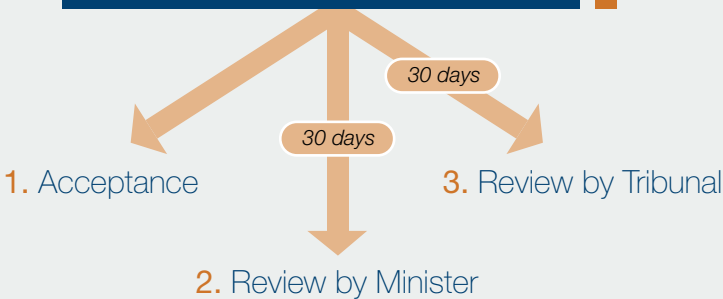 30 days
30 days
1. Acceptance
3. Review by Tribunal
2. Review by Minister